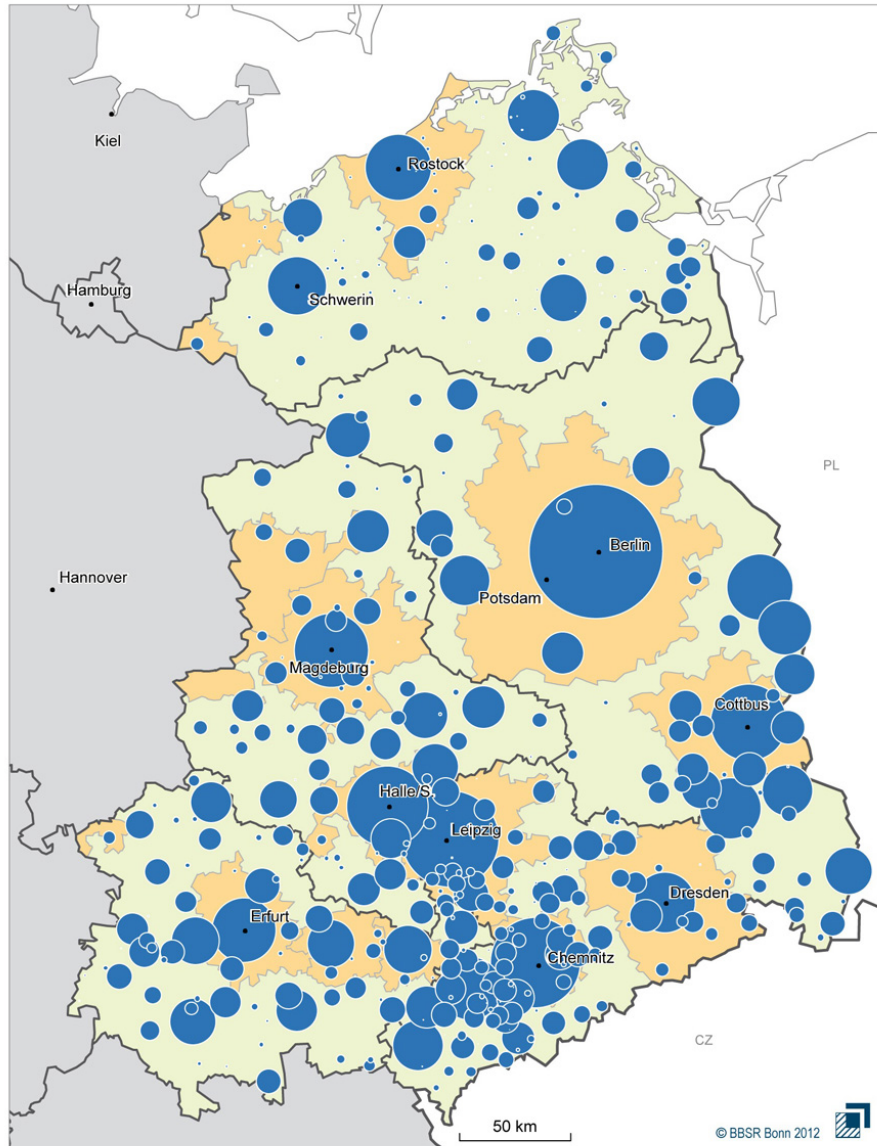 Kiel
Rostock
Hamburg
Schwerin
PL
Berlin
Hannover
Potsdam
Magdeburg
Cottbus
Halle S.
Leipzig
Dresden
Erfurt
Chemnitz
CZ
50 km
© BBSR Bonn 2012